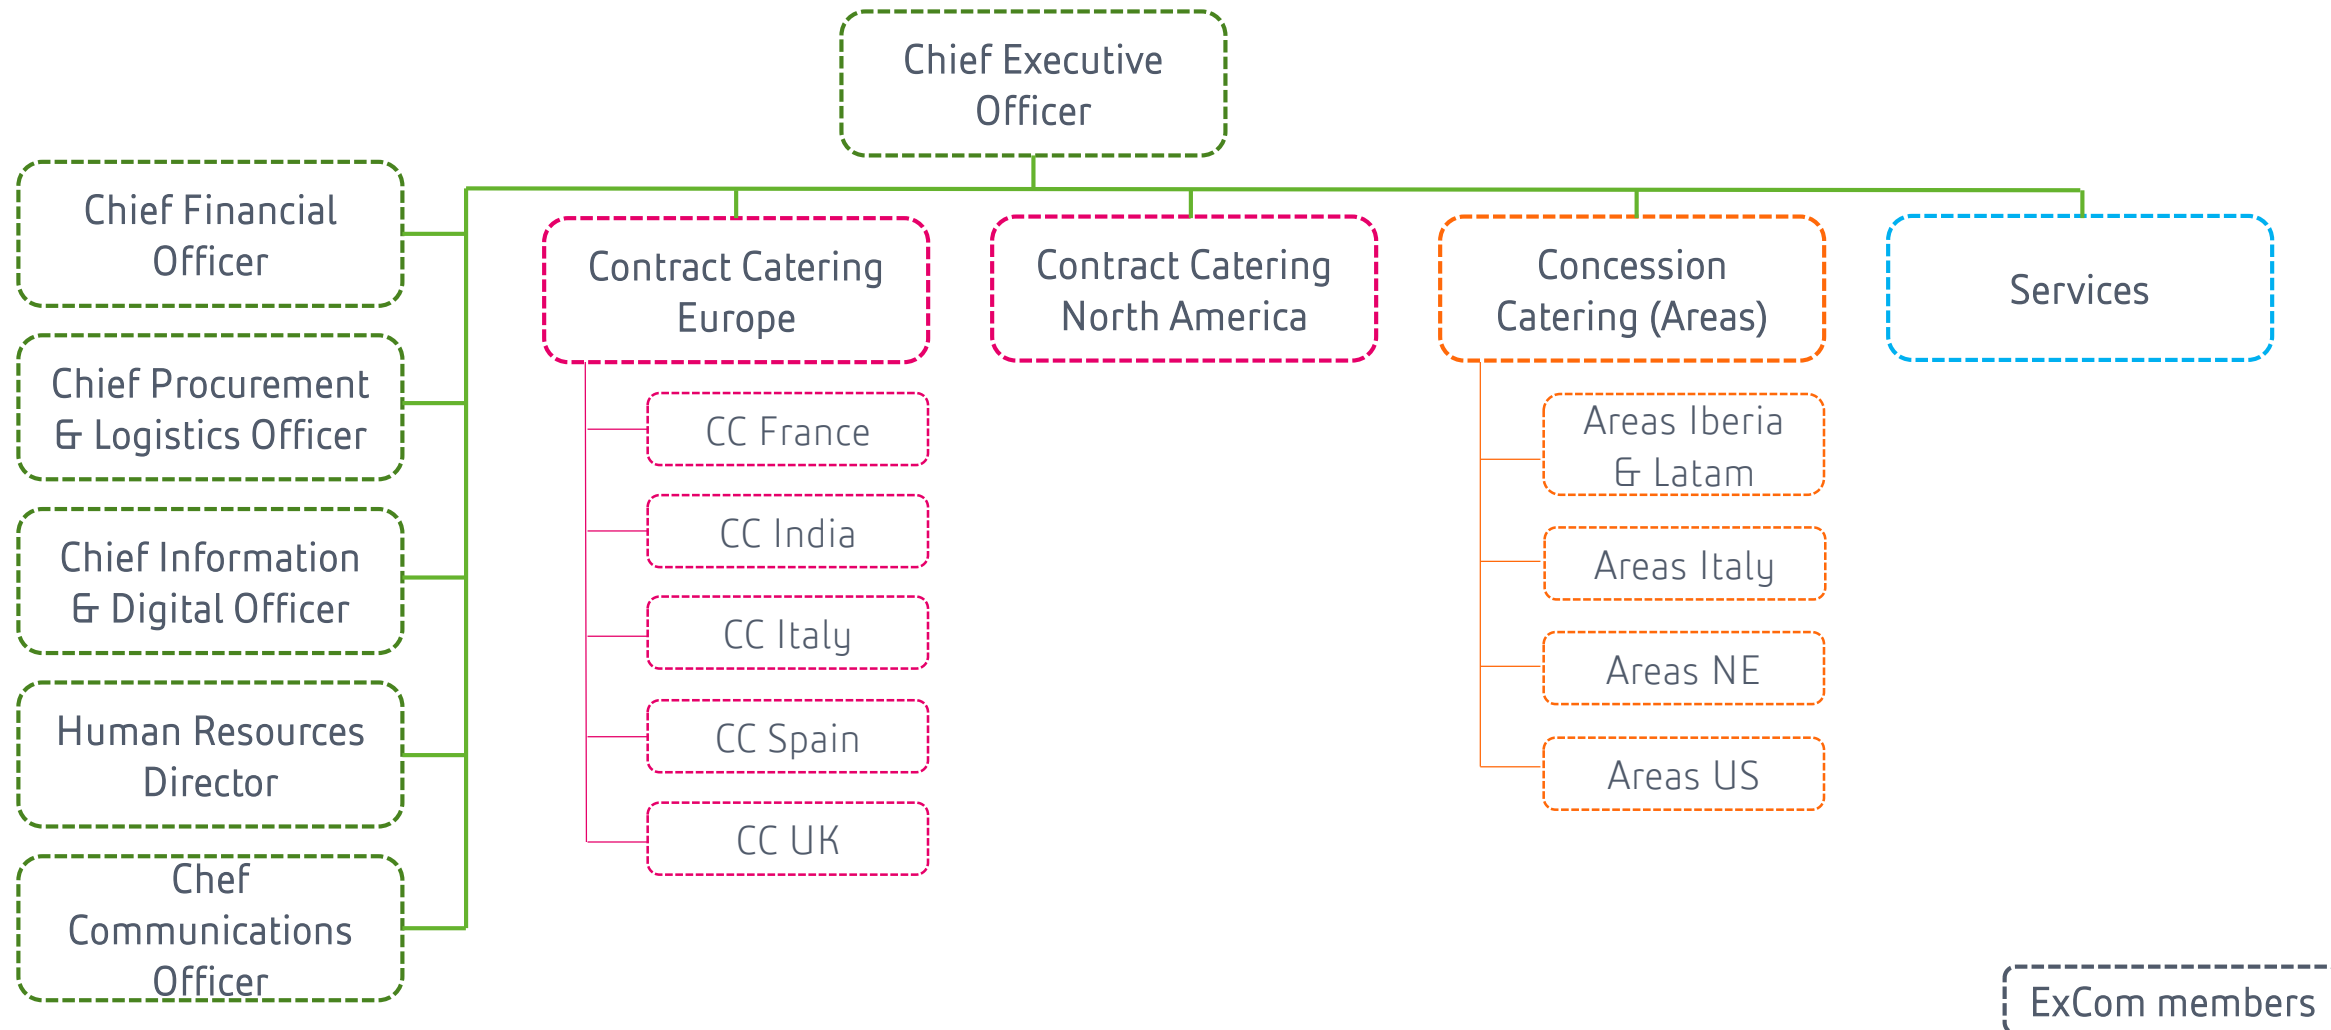 Chief Executive
Officer
Chief Financial
Officer
Chief Procurement
& Logistics Officer
Chief Information
& Digital Officer
Human Resources
Director
Chef
Communications
Officer
Contract Catering
Europe
CC France
CC India
CC Italy
CC Spain
CC UK
Contract Catering
North America
Concession
Catering (Areas)
Areas Iberia
& Latam
Areas Italy
Areas NE
Areas US
Services
ExCom members